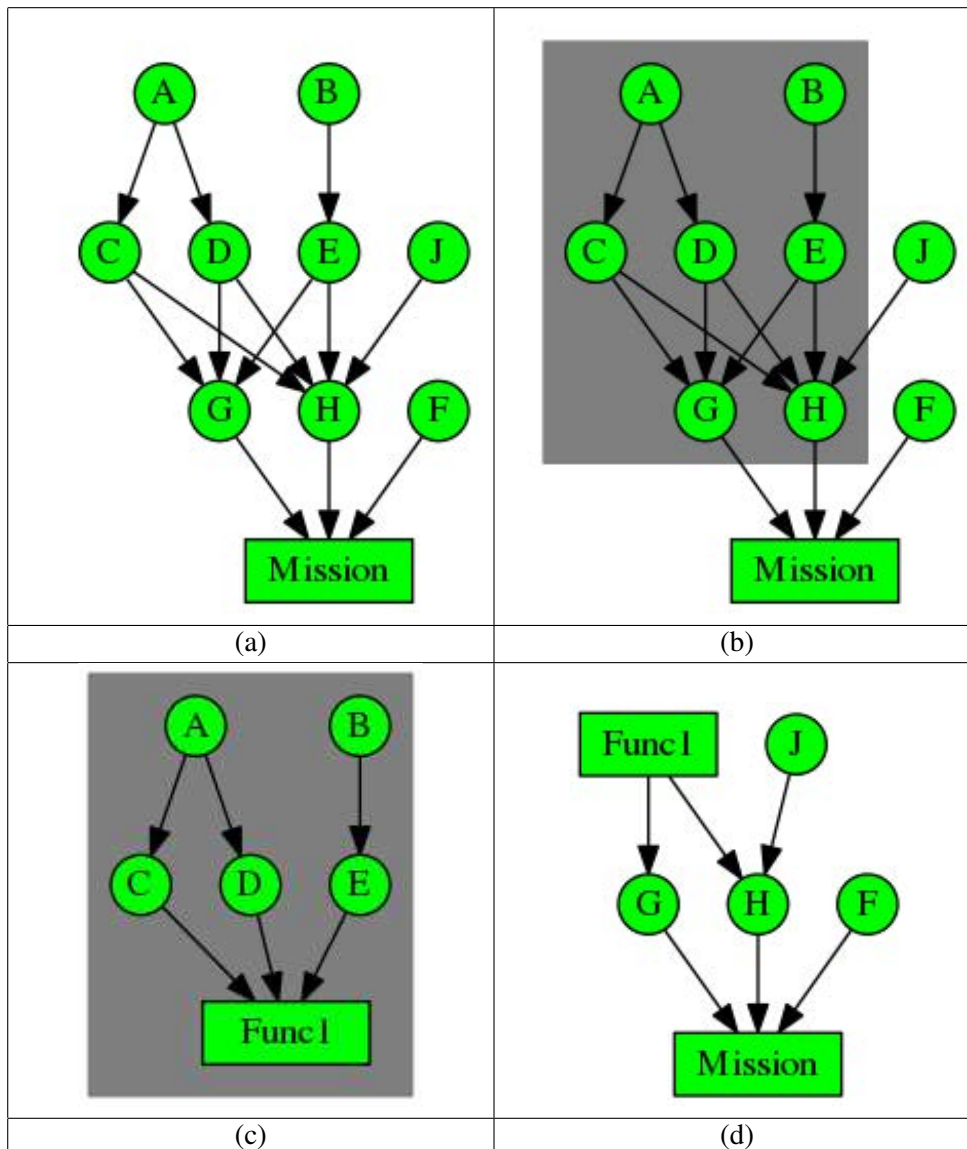 A B
C D E J
G H F
Mission
(a)
A B
C D E J
G H F
Mission
(b)
A B
C D E
Func1
(c)
Func1 J
G H F
Mission
(d)